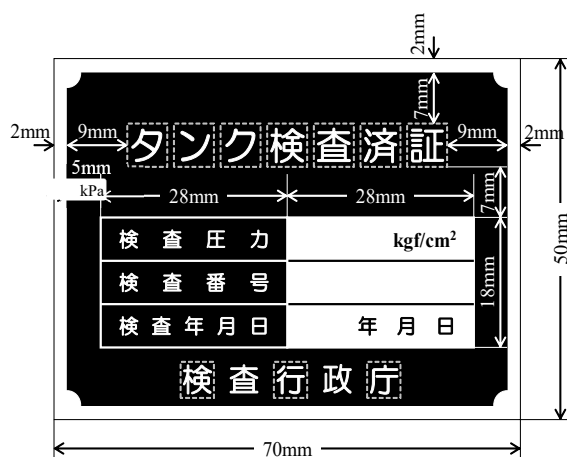 2mm
7mm
2mm 9mm タンク検査済証 9mm 2mm
5mm
kPa
28mm 28mm 7mm
検査圧力 kgf/cm²
検査番号
検査年月日 年月日
18mm
50mm
検査行政庁
70mm